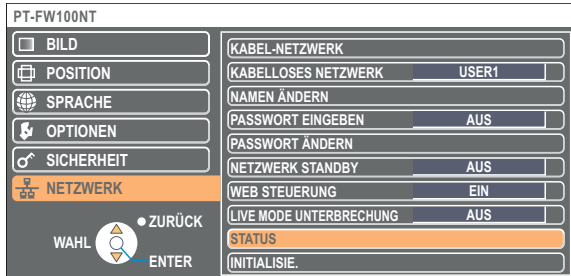 PT-FW100NT
BILD
POSITION
SPRACHE
OPTIONEN
SICHERHEIT
NETZWERK
ZURÜCK
WAHL
ENTER
KABEL-NETZWERK
KABELLOSES NETZWERK USER1
NAMEN ÄNDERN
PASSWORT EINGEBEN AUS
PASSWORT ÄNDERN
NETZWERK STANDBY AUS
WEB STEUERUNG EIN
LIVE MODE UNTERBRECHUNG AUS
STATUS
INITIALISIE.